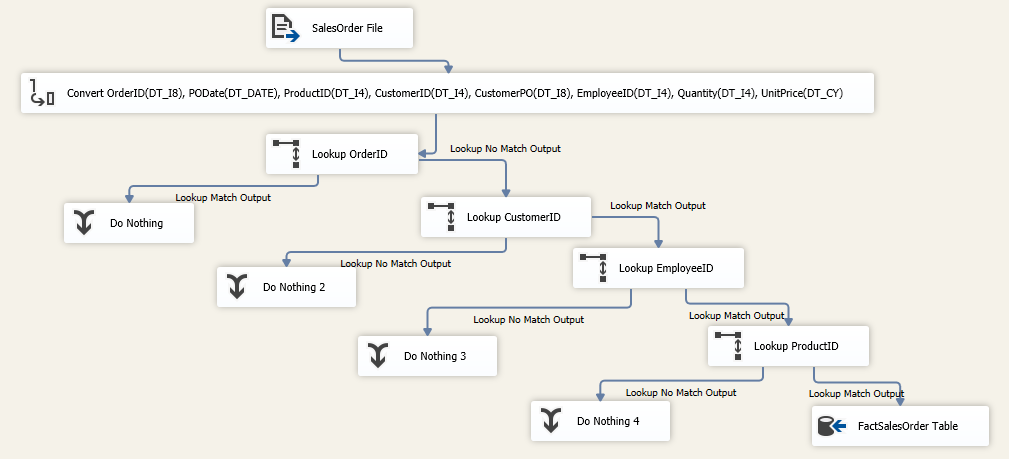 SalesOrder File
Convert OrderID(DT_I8), PODate(DT_DATE), ProductID(DT_I4), CustomerID(DT_I4), CustomerPO(DT_I8), EmployeeID(DT_I4), Quantity(DT_I4), UnitPrice(DT_CY)
Lookup OrderID
Lookup No Match Output
Lookup Match Output
Do Nothing
Lookup CustomerID
Lookup Match Output
Lookup No Match Output
Do Nothing 2
Lookup EmployeeID
Lookup No Match Output
Lookup Match Output
Do Nothing 3
Lookup ProductID
Lookup No Match Output
Lookup Match Output
Do Nothing 4
FactSalesOrder Table